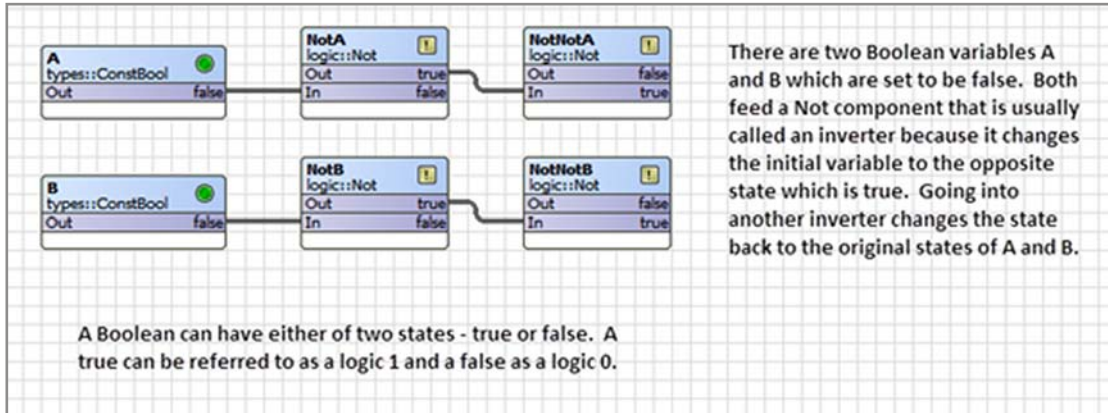 A
types::ConstBool
Out false
NotA
logic::Not
Out true
In false
NotNotA
logic::Not
Out false
In true
B
types::ConstBool
Out false
NotB
logic::Not
Out true
In false
NotNotB
logic::Not
Out false
In true
There are two Boolean variables A
and B which are set to be false. Both
feed a Not component that is usually
called an inverter because it changes
the initial variable to the opposite
state which is true. Going into
another inverter changes the state
back to the original states of A and B.
A Boolean can have either of two states - true or false. A
true can be referred to as a logic 1 and a false as a logic 0.